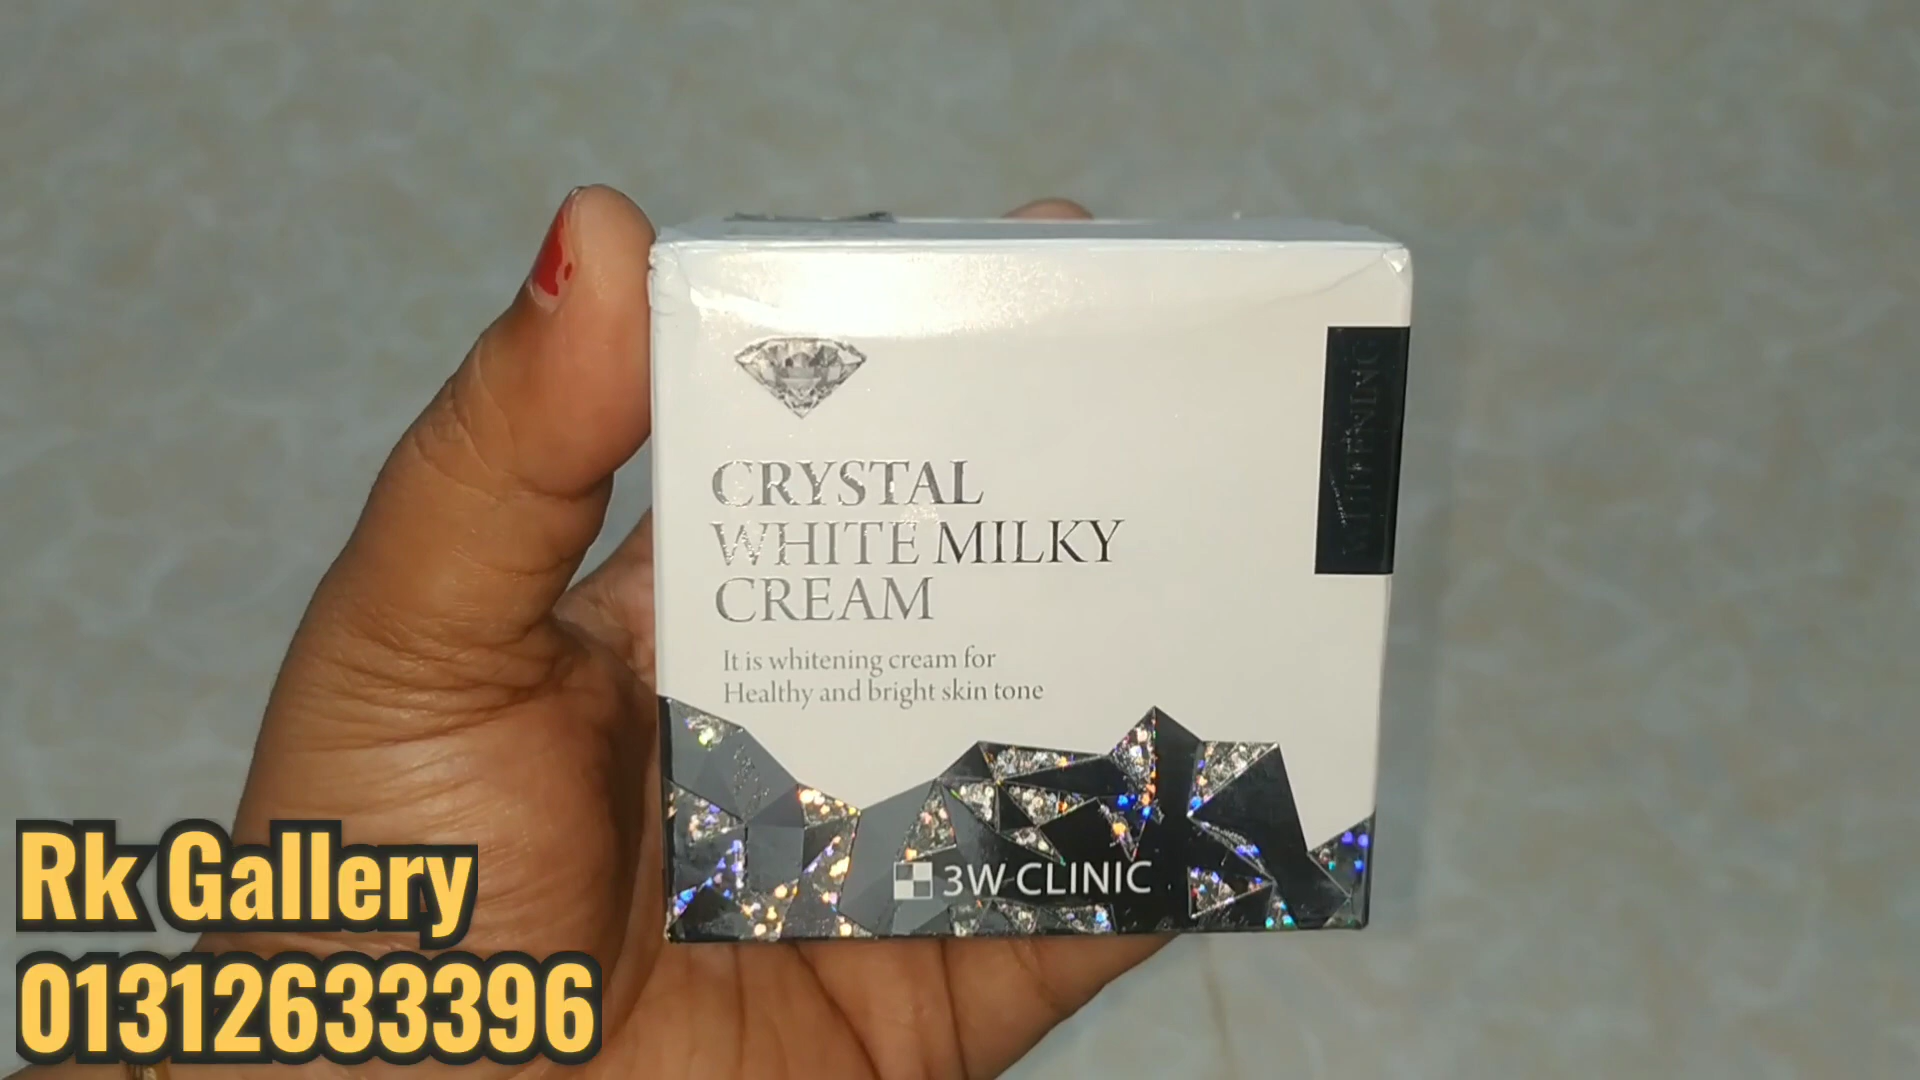 WHITENING
CRYSTAL
WHITE MILKY
CREAM
It is whitening cream for
Healthy and bright skin tone
3W CLINIC
Rk Gallery
01312633396